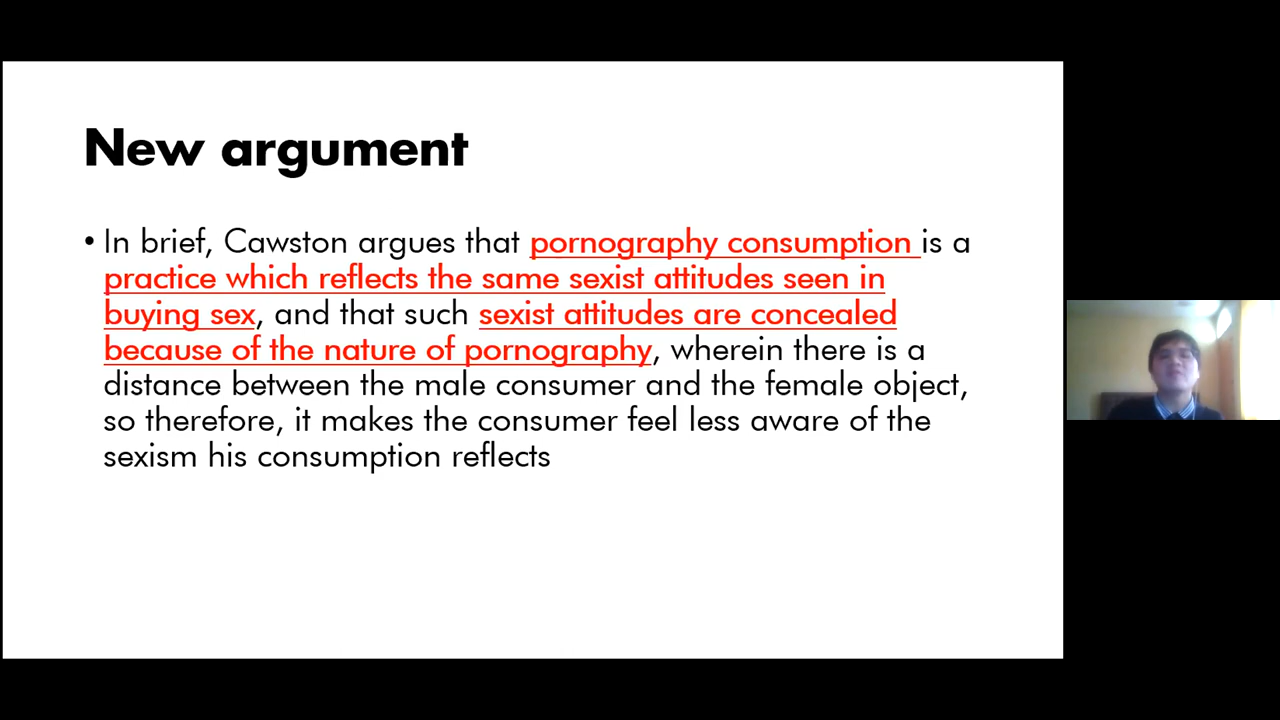 New argument
• In brief, Cawston argues that pornography consumption is a
practice which reflects the same sexist attitudes seen in
buying sex, and that such sexist attitudes are concealed
because of the nature of pornography, wherein there is a
distance between the male consumer and the female object,
so therefore, it makes the consumer feel less aware of the
sexism his consumption reflects